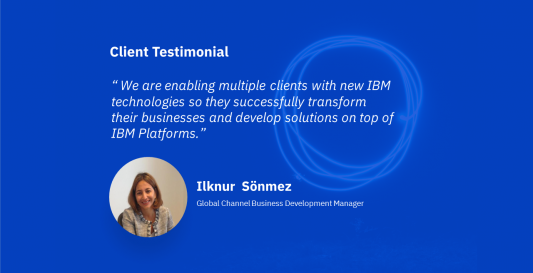 Client Testimonial
“ We are enabling multiple clients with new IBM
technologies so they successfully transform
their businesses and develop solutions on top of
IBM Platforms.”
Ilknur Sönmez
Global Channel Business Development Manager